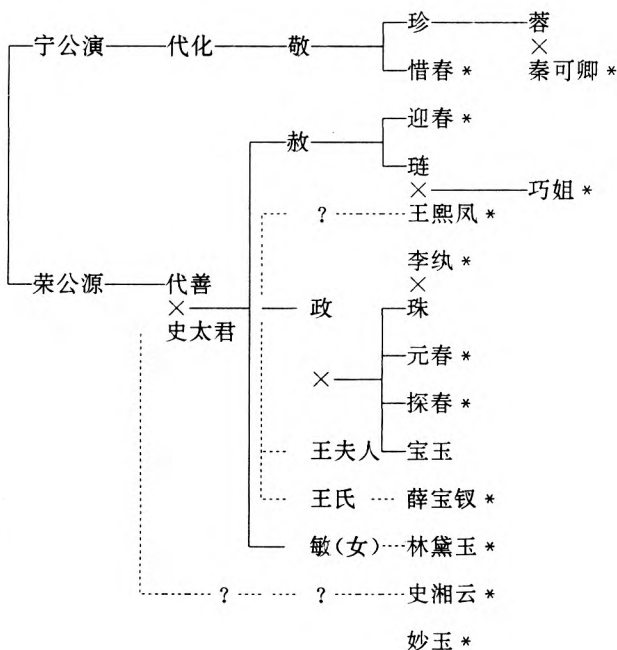 宁公演 代化 敬 珍 蓉
×
惜春* 秦可卿*
迎春*
赦
琏
× 巧姐*
? 王熙凤*
李纨*
荣公源 代善 ×
× 政 珠
史太君
元春*
×
探春*
王夫人 宝玉
王氏 薛宝钗*
敏(女) 林黛玉*
? ? 史湘云*
妙玉*